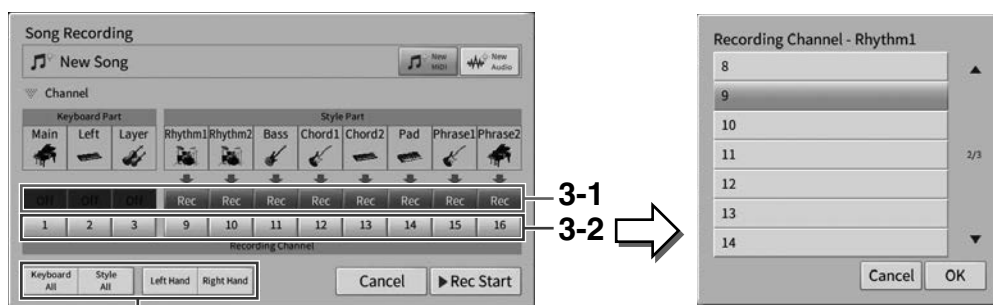 Song Recording
New Song
New MIDI
New Audio
Channel
Keyboard Part Style Part
Main Left Layer Rhythm1 Rhythm2 Bass Chord1 Chord2 Pad Phrase1 Phrase2
Off Off Off Rec Rec Rec Rec Rec Rec Rec Rec
3-1
1 2 3 9 10 11 12 13 14 15 16
3-2
Recording Channel
Keyboard All Style All Left Hand Right Hand Cancel ▶Rec Start
Recording Channel - Rhythm1
8
9
10
11
2/3
12
13
14
Cancel OK